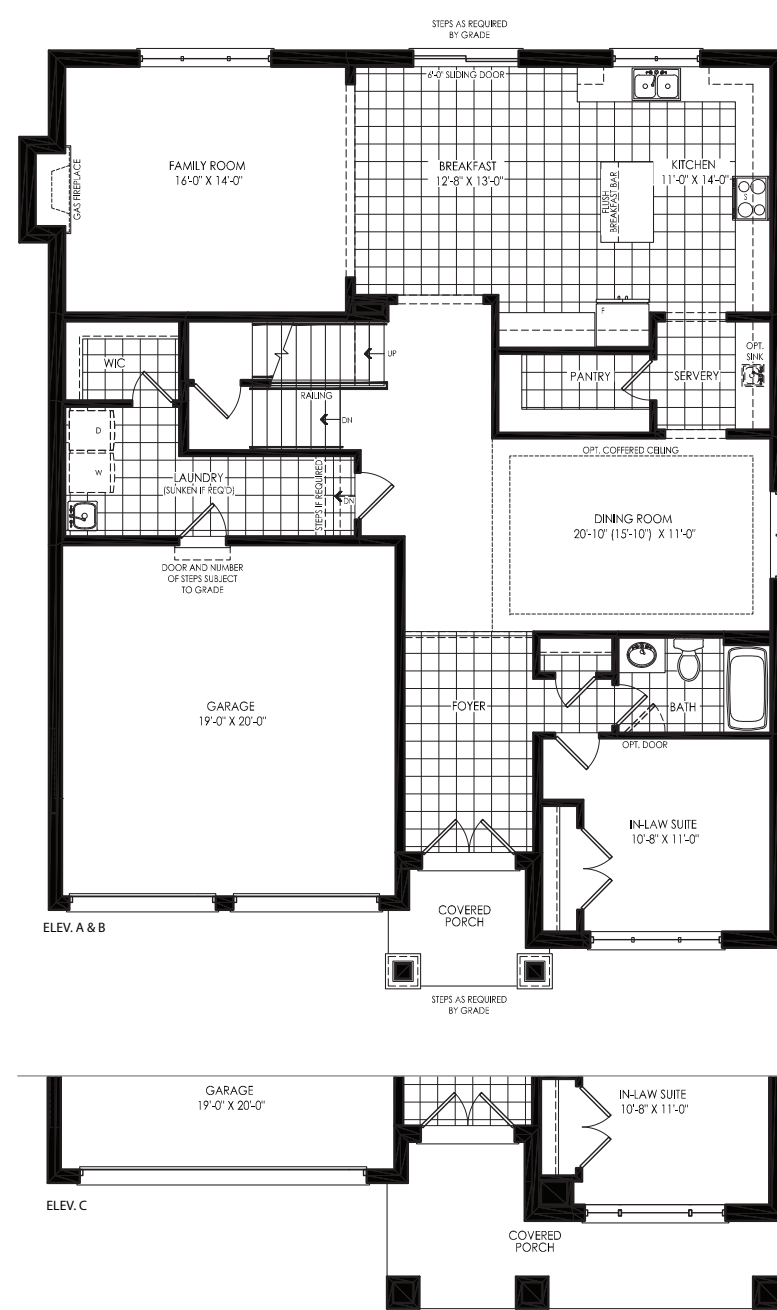 STEPS AS REQUIRED
BY GRADE
6'-0" SLIDING DOOR
FAMILY ROOM
16'-0" X 14'-0"
GAS FIREPLACE
BREAKFAST
12'-8" X 13'-0"
FLUSH
BREAKFAST BAR
KITCHEN
11'-0" X 14'-0"
S
F
UP
WIC
OPT.
SINK
PANTRY
SERVERY
RAILING
DN
D
W
LAUNDRY
(SUNKEN IF REQ'D)
STEPS IF REQUIRED
DN
OPT. COFFERED CEILING
DINING ROOM
20'-10" (15'-10") X 11'-0"
DOOR AND NUMBER
OF STEPS SUBJECT
TO GRADE
GARAGE
19'-0" X 20'-0"
FOYER
BATH
OPT. DOOR
IN-LAW SUITE
10'-8" X 11'-0"
COVERED
PORCH
ELEV. A & B
STEPS AS REQUIRED
BY GRADE
GARAGE
19'-0" X 20'-0"
IN-LAW SUITE
10'-8" X 11'-0"
ELEV. C
COVERED
PORCH